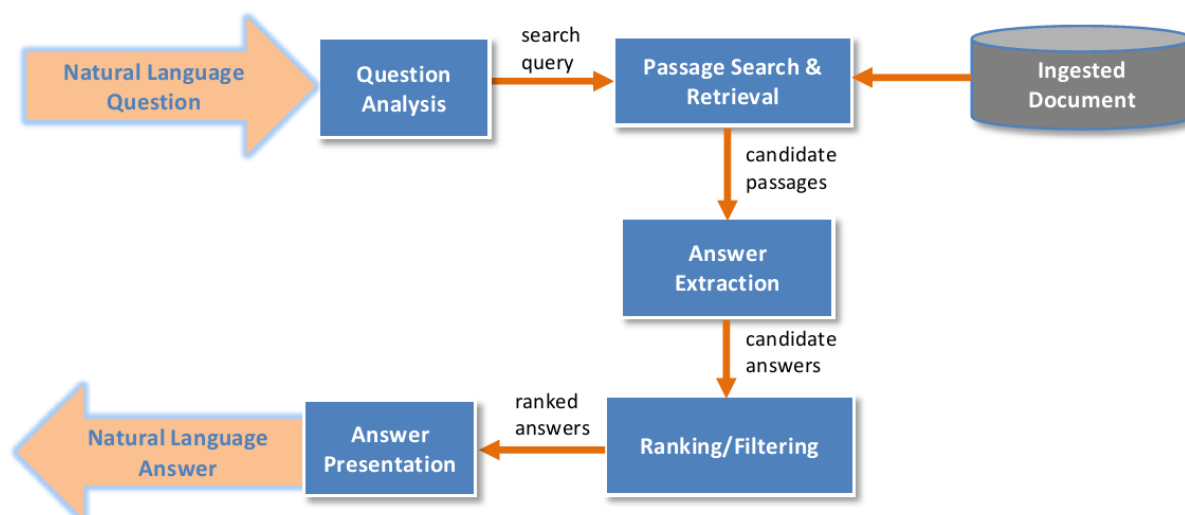 Natural Language
Question
Question
Analysis
search
query
Passage Search &
Retrieval
Ingested
Document
candidate
passages
Answer
Extraction
candidate
answers
Ranking/Filtering
ranked
answers
Answer
Presentation
Natural Language
Answer